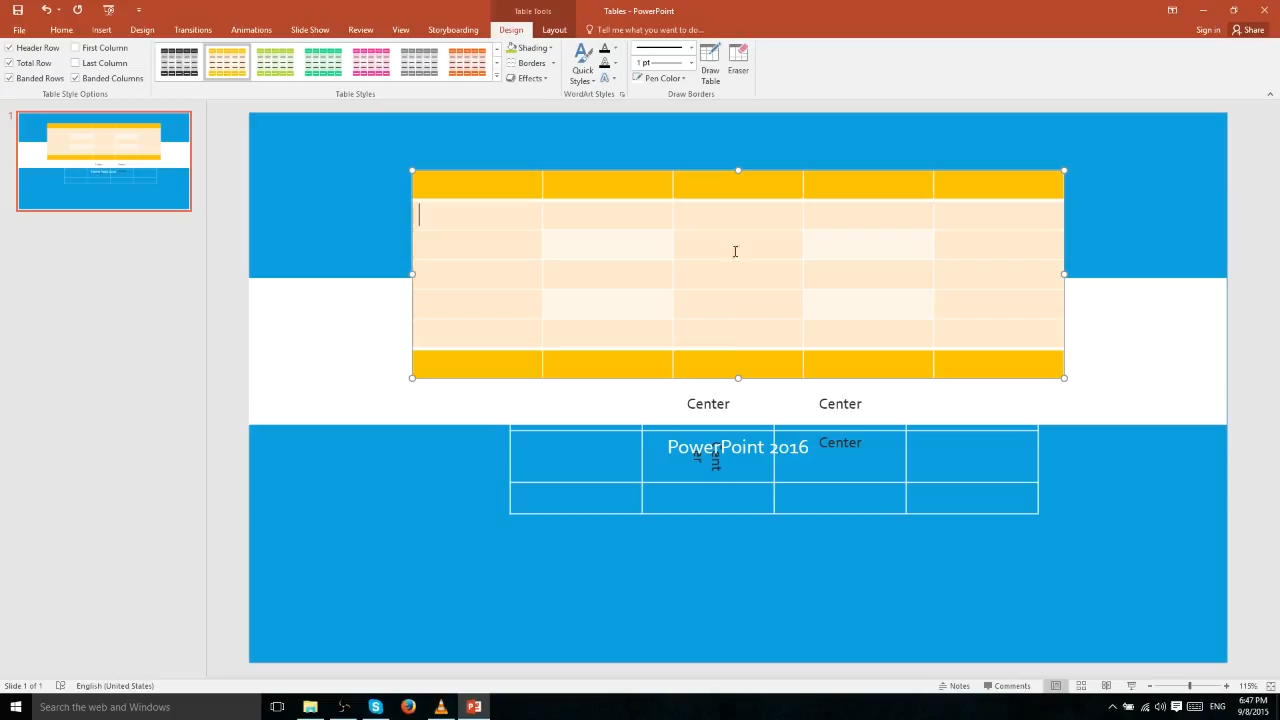 Table Tools
Tables - PowerPoint
File
Home
Insert
Design
Transitions
Animations
Slide Show
Review
View
Storyboarding
Design
Layout
Tell me what you want to do...
Sign in
Share
Header Row
First Column
Total Row
Last Column
Banded Rows
Banded Columns
Table Style Options
Table Styles
Shading
Borders
Effects
Quick
Styles
WordArt Styles
1 pt
Pen Color
Draw
Table
Eraser
Draw Borders
1
Center
Center
PowerPoint 2016
Center
Cent
er
Slide 1 of 1
English (United States)
Notes
Comments
115%
Search the web and Windows
ENG
6:47 PM
9/8/2015